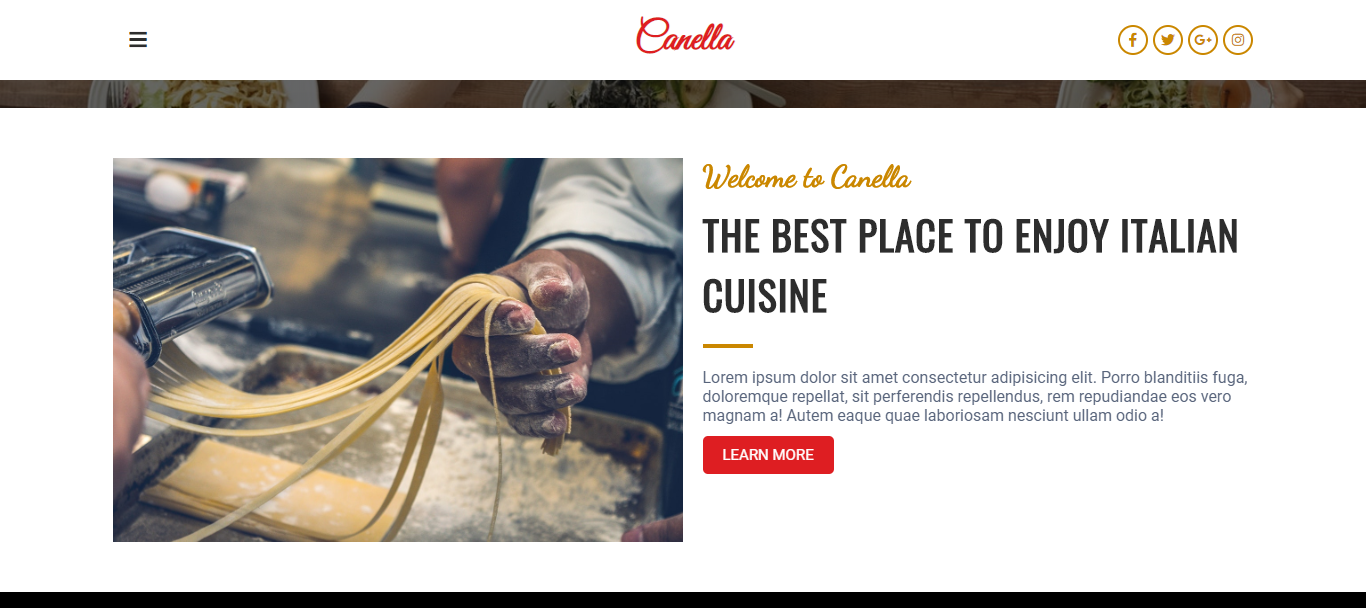 Canella
Welcome to Canella
THE BEST PLACE TO ENJOY ITALIAN
CUISINE
Lorem ipsum dolor sit amet consectetur adipisicing elit. Porro blanditiis fuga,
doloremque repellat, sit perferendis repellendus, rem repudiandae eos vero
magnam a! Autem eaque quae laboriosam nesciunt ullam odio a!
LEARN MORE